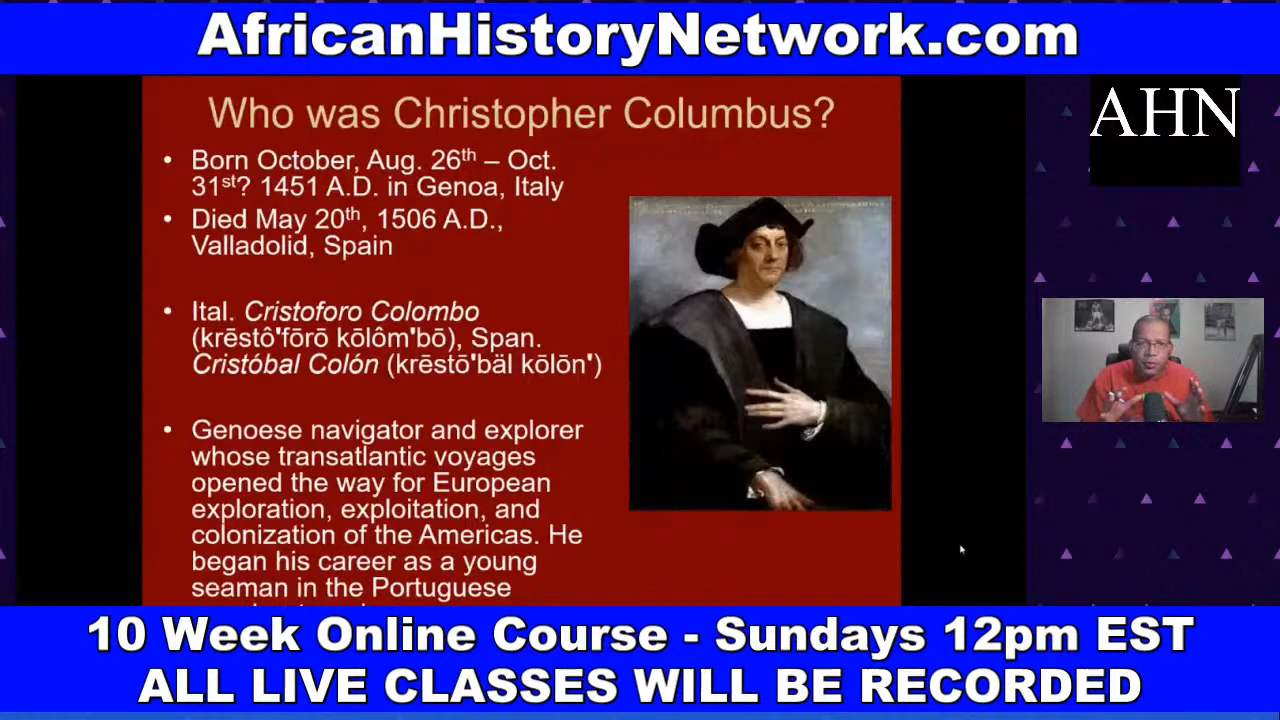 AfricanHistoryNetwork.com
AHN
Who was Christopher Columbus?
• Born October, Aug. 26th – Oct.
31st? 1451 A.D. in Genoa, Italy
• Died May 20th, 1506 A.D.,
Valladolid, Spain
• Ital. Cristoforo Colombo
(krēstô'fōrō kōlôm'bō), Span.
Cristóbal Colón (krēstō'bäl kōlōn')
• Genoese navigator and explorer
whose transatlantic voyages
opened the way for European
exploration, exploitation, and
colonization of the Americas. He
began his career as a young
seaman in the Portuguese
10 Week Online Course - Sundays 12pm EST
ALL LIVE CLASSES WILL BE RECORDED